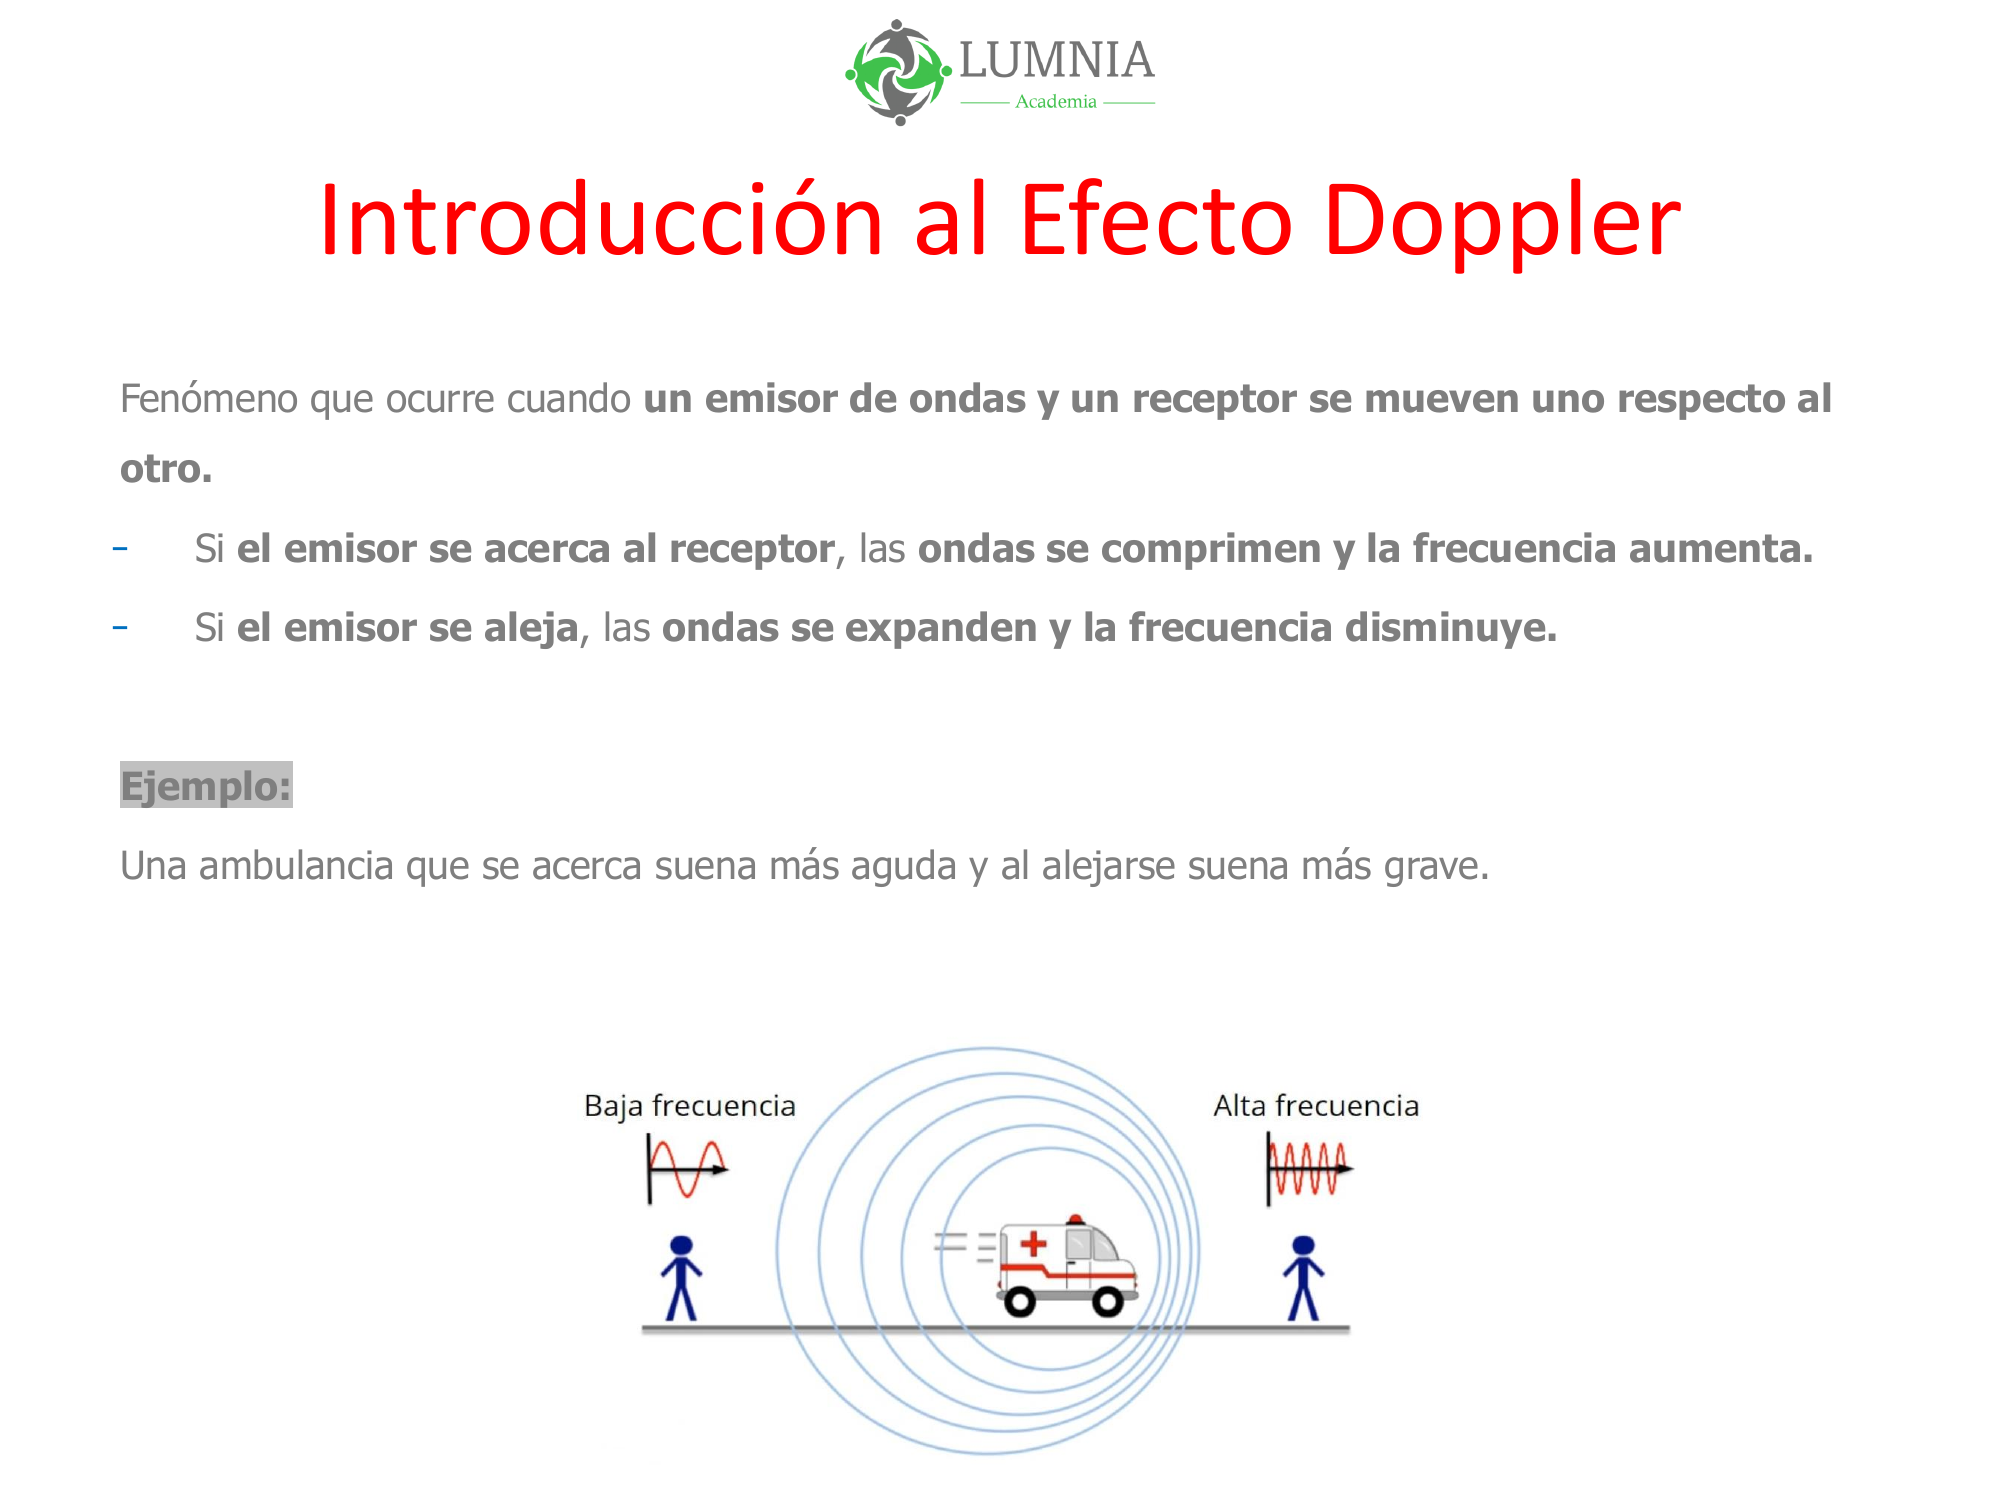 LUMNIA
Academia
Introducción al Efecto Doppler
Fenómeno que ocurre cuando un emisor de ondas y un receptor se mueven uno respecto al
otro.
- Si el emisor se acerca al receptor, las ondas se comprimen y la frecuencia aumenta.
- Si el emisor se aleja, las ondas se expanden y la frecuencia disminuye.
Ejemplo:
Una ambulancia que se acerca suena más aguda y al alejarse suena más grave.
Baja frecuencia
Alta frecuencia